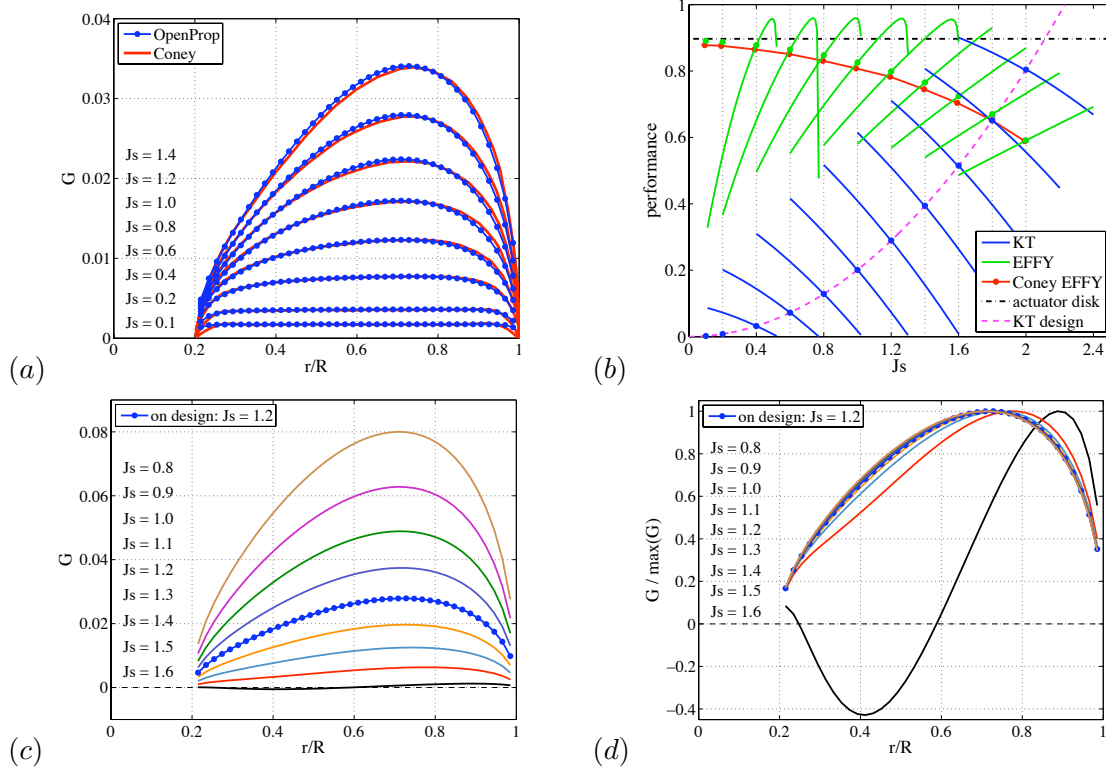 0.04
0.03
0.02
0.01
0
G
OpenProp
Coney
Js = 1.4
Js = 1.2
Js = 1.0
Js = 0.8
Js = 0.6
Js = 0.4
Js = 0.2
Js = 0.1
0 0.2 0.4 0.6 0.8 1
r/R
(a)
1
0.8
0.6
0.4
0.2
0
performance
KT
EFFY
Coney EFFY
actuator disk
KT design
0 0.4 0.8 1.2 1.6 2 2.4
Js
(b)
on design: Js = 1.2
0.08
0.06
0.04
0.02
0
G
Js = 0.8
Js = 0.9
Js = 1.0
Js = 1.1
Js = 1.2
Js = 1.3
Js = 1.4
Js = 1.5
Js = 1.6
0 0.2 0.4 0.6 0.8 1
r/R
(c)
on design: Js = 1.2
1
0.8
0.6
0.4
0.2
0
−0.2
−0.4
G / max(G)
Js = 0.8
Js = 0.9
Js = 1.0
Js = 1.1
Js = 1.2
Js = 1.3
Js = 1.4
Js = 1.5
Js = 1.6
0 0.2 0.4 0.6 0.8 1
r/R
(d)